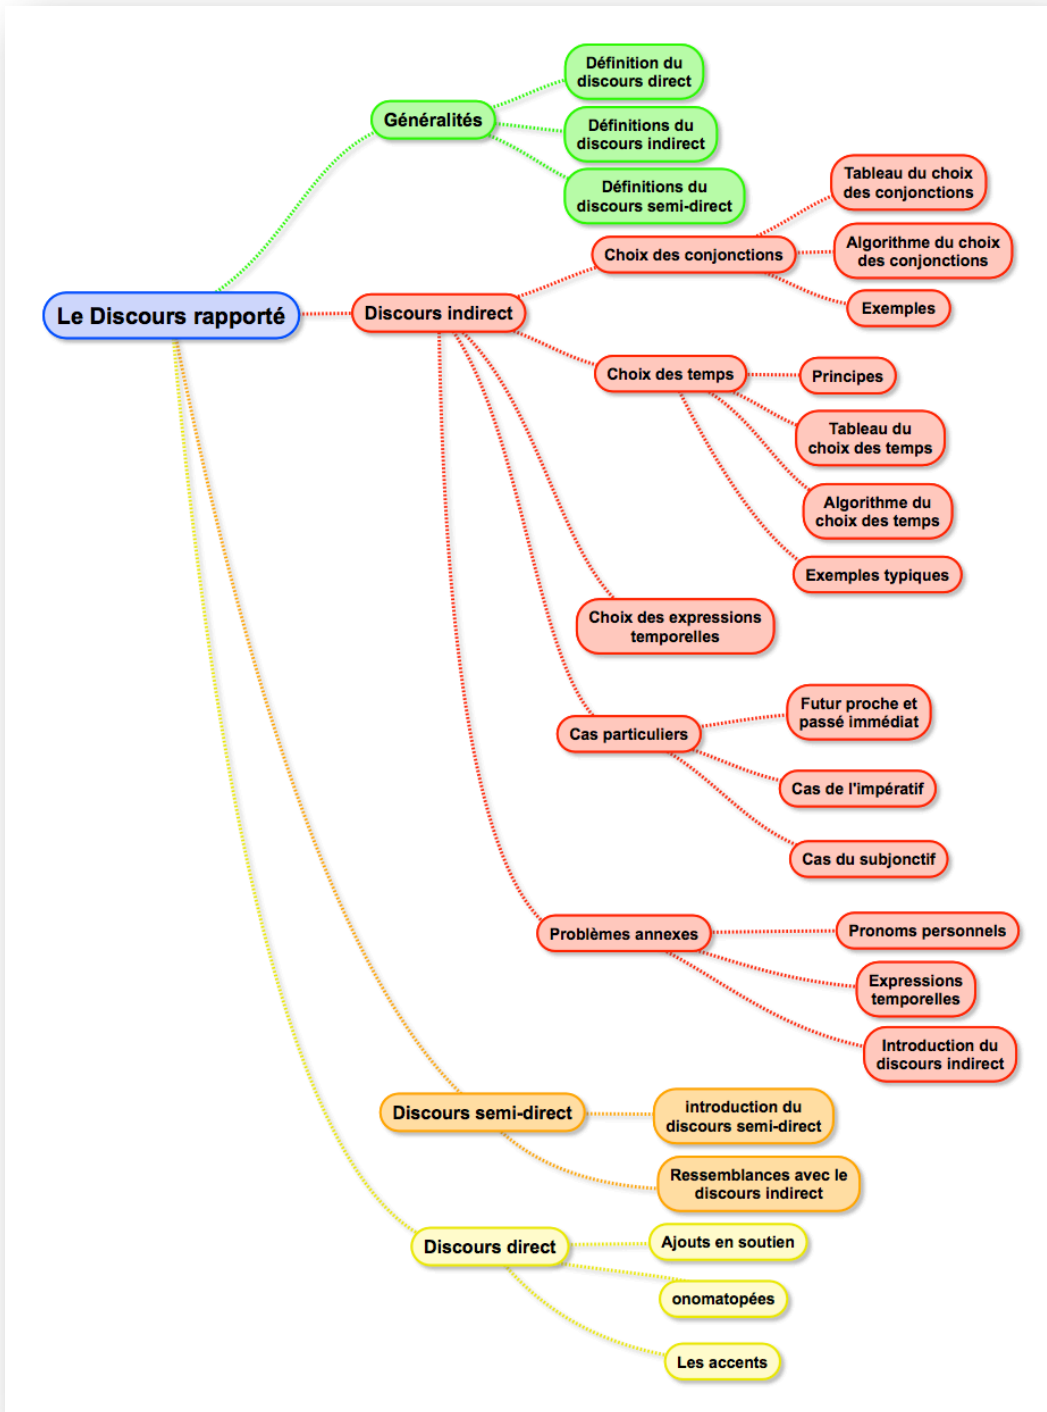 Le Discours rapporté
Généralités
Définition du
discours direct
Définitions du
discours indirect
Définitions du
discours semi-direct
Discours indirect
Choix des conjonctions
Tableau du choix
des conjonctions
Algorithme du choix
des conjonctions
Exemples
Choix des temps
Principes
Tableau du
choix des temps
Algorithme du
choix des temps
Exemples typiques
Choix des expressions
temporelles
Cas particuliers
Futur proche et
passé immédiat
Cas de l'impératif
Cas du subjonctif
Problèmes annexes
Pronoms personnels
Expressions
temporelles
Introduction du
discours indirect
Discours semi-direct
introduction du
discours semi-direct
Ressemblances avec le
discours indirect
Discours direct
Ajouts en soutien
onomatopées
Les accents